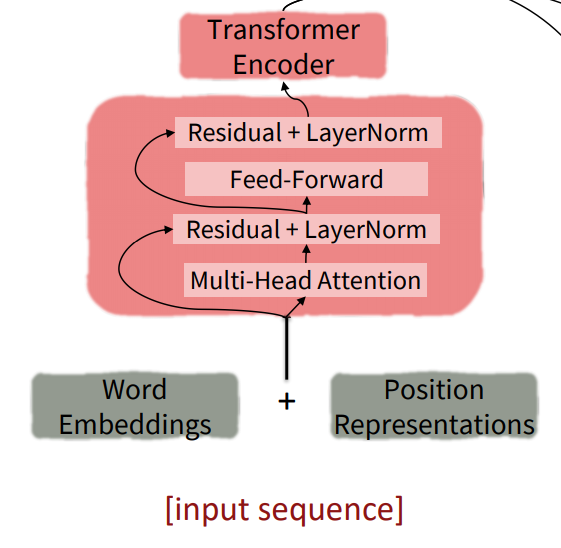 Transformer
Encoder
Residual + LayerNorm
Feed-Forward
Residual + LayerNorm
Multi-Head Attention
Word
Embeddings
+
Position
Representations
[input sequence]